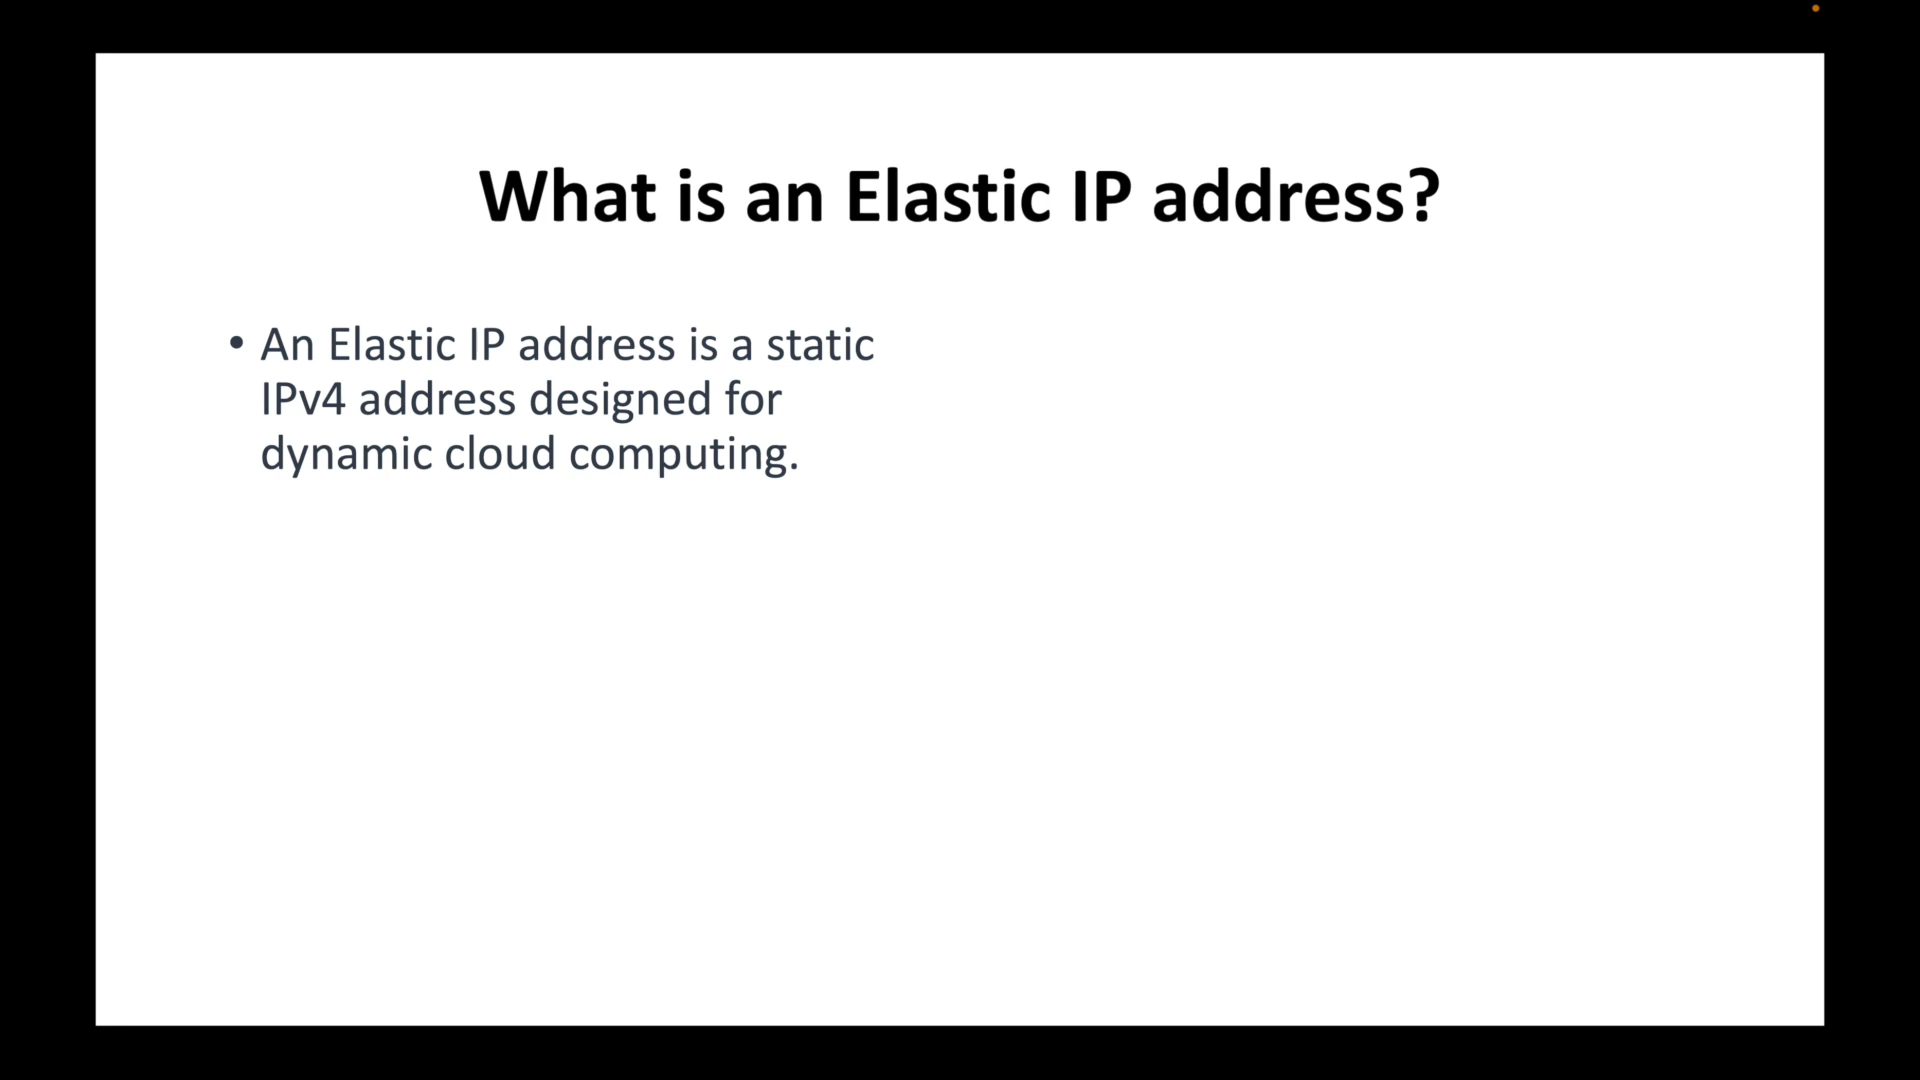 What is an Elastic IP address?
• An Elastic IP address is a static
IPv4 address designed for
dynamic cloud computing.